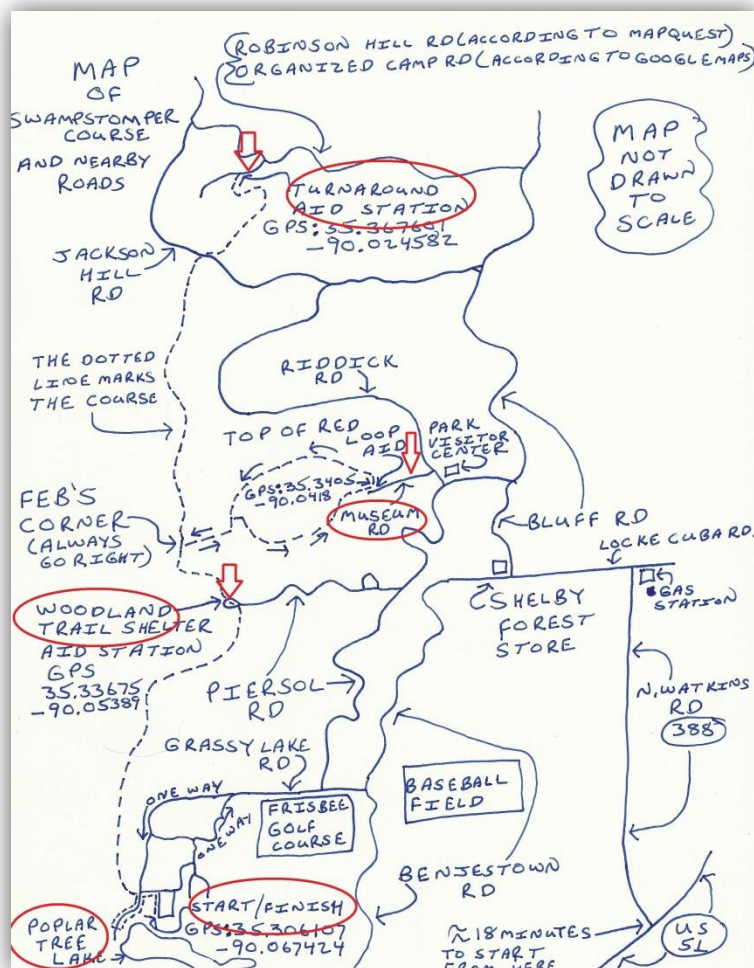 (ROBINSON HILL RD(ACCORDING TO MAPQUEST)
ORGANIZED CAMP RD(ACCORDING TO GOOGLE MAPS)
MAP
OF
SWAMPSTOMPER
COURSE
AND NEARBY
ROADS
MAP
NOT
DRAWN
TO
SCALE
TURNAROUND
AID STATION
GPS:35.367607
-90.024582
JACKSON
HILL
RD
THE DOTTED
LINE MARKS
THE COURSE
RIDDICK
RD
TOP OF RED
LOOP
AID
PARK
VISITOR
CENTER
GPS:35.3405
-90.0418
MUSEUM
RD
FEB'S
CORNER
(ALWAYS
GO RIGHT)
BLUFF RD
LOCKE CUBA RD.
GAS
STATION
SHELBY
FOREST
STORE
WOODLAND
TRAIL SHELTER
AID STATION
GPS
35.33675
-90.05389
PIERSOL
RD
N.WATKINS
RD
388
GRASSY LAKE
RD
ONE WAY
ONE WAY
FRISBEE
GOLF
COURSE
BASEBALL
FIELD
BENJESTOWN
RD
START/FINISH
GPS:35.306107
-90.067424
POPLAR
TREE
LAKE
≈18 MINUTES
TO START
FROM HERE
US
51